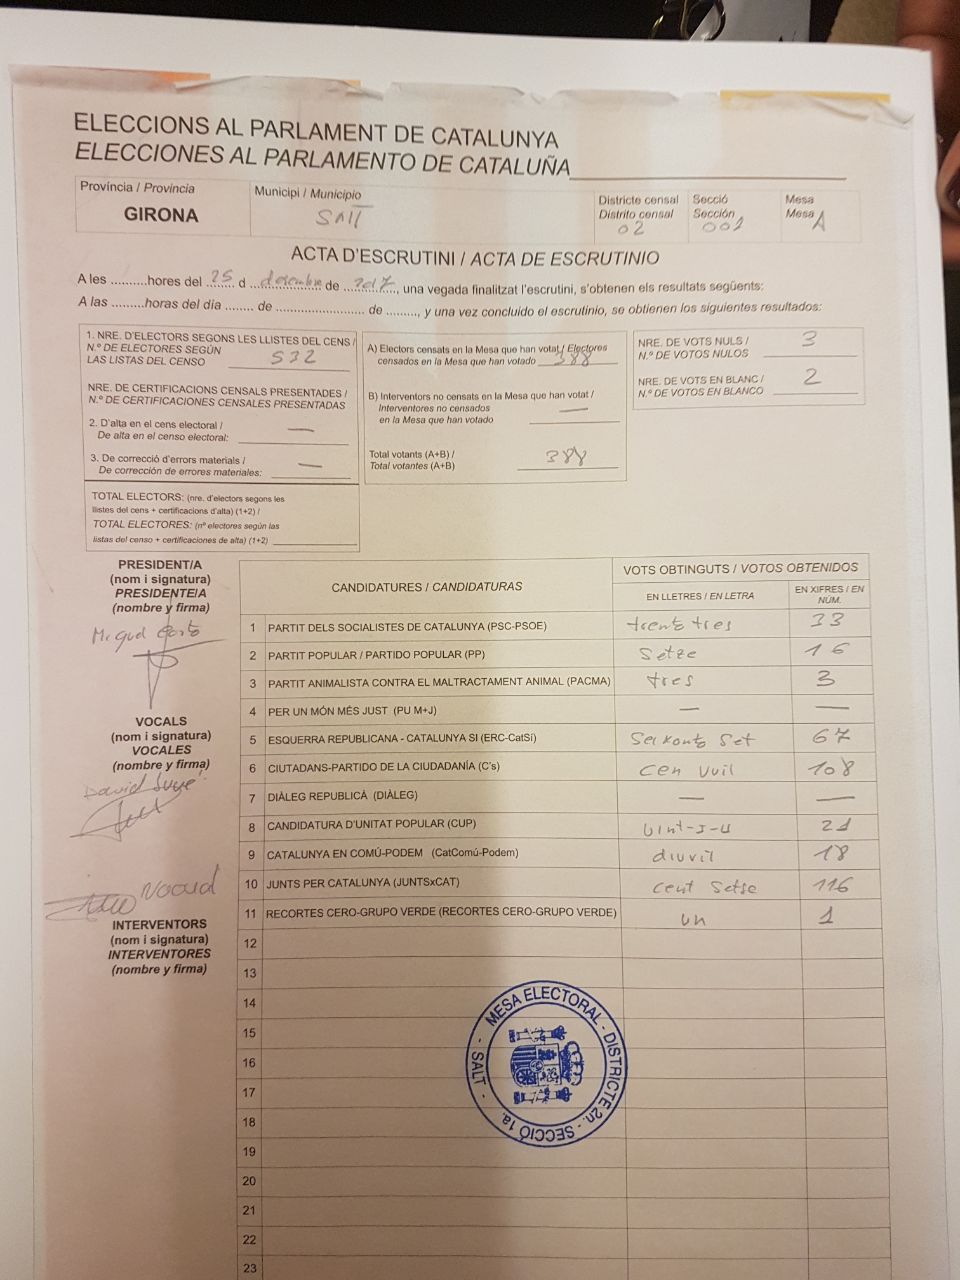 ELECCIONS AL PARLAMENT DE CATALUNYA
ELECCIONES AL PARLAMENTO DE CATALUÑA
Província / Provincia
GIRONA
Municipi / Municipio
SALT
Districte censal
Distrito censal
02
Secció
Sección
001
Mesa
Mesa A
ACTA D'ESCRUTINI / ACTA DE ESCRUTINIO
A les .........hores del 25 d desembre de 2017, una vegada finalitzat l'escrutini, s'obtenen els resultats següents:
A las .........horas del día ........ de ............................ de ........., y una vez concluido el escrutinio, se obtienen los siguientes resultados:
1. NRE. D'ELECTORS SEGONS LES LLISTES DEL CENS /
N.º DE ELECTORES SEGÚN
LAS LISTAS DEL CENSO 532
NRE. DE CERTIFICACIONS CENSALS PRESENTADES /
N.º DE CERTIFICACIONES CENSALES PRESENTADAS
2. D'alta en el cens electoral / —
De alta en el censo electoral:
3. De correcció d'errors materials / —
De corrección de errores materiales:
TOTAL ELECTORS: (nre. d'electors segons les
llistes del cens + certificacions d'alta) (1+2) /
TOTAL ELECTORES: (nº electores según las
listas del censo + certificaciones de alta) (1+2)
A) Electors censats en la Mesa que han votat / Electores
censados en la Mesa que han votado 388
B) Interventors no censats en la Mesa que han votat /
Interventores no censados —
en la Mesa que han votado
Total votants (A+B) /
Total votantes (A+B) 388
NRE. DE VOTS NULS / 3
N.º DE VOTOS NULOS
NRE. DE VOTS EN BLANC / 2
N.º DE VOTOS EN BLANCO
PRESIDENT/A
(nom i signatura)
PRESIDENTE/A
(nombre y firma)
VOCALS
(nom i signatura)
VOCALES
(nombre y firma)
David
INTERVENTORS
(nom i signatura)
INTERVENTORES
(nombre y firma)
CANDIDATURES / CANDIDATURAS
VOTS OBTINGUTS / VOTOS OBTENIDOS
EN LLETRES / EN LETRA
EN XIFRES / EN
NÚM.
1 PARTIT DELS SOCIALISTES DE CATALUNYA (PSC-PSOE) trenta tres 33
2 PARTIT POPULAR / PARTIDO POPULAR (PP) Setze 16
3 PARTIT ANIMALISTA CONTRA EL MALTRACTAMENT ANIMAL (PACMA) tres 3
4 PER UN MÓN MÉS JUST (PU M+J) — —
5 ESQUERRA REPUBLICANA - CATALUNYA SI (ERC-CatSí) Seixanta Set 67
6 CIUTADANS-PARTIDO DE LA CIUDADANÍA (C's) cen vuil 108
7 DIÀLEG REPUBLICÀ (DIÀLEG) — —
8 CANDIDATURA D'UNITAT POPULAR (CUP) Vint-i-u 21
9 CATALUNYA EN COMÚ-PODEM (CatComú-Podem) diuvil 18
10 JUNTS PER CATALUNYA (JUNTSxCAT) cent Setse 116
11 RECORTES CERO-GRUPO VERDE (RECORTES CERO-GRUPO VERDE) un 1
12
13
14
15
16
17
18
19
20
21
22
23
MESA ELECTORAL - DISTRICTE 2n. - SECCIÓ 1a. - SALT -